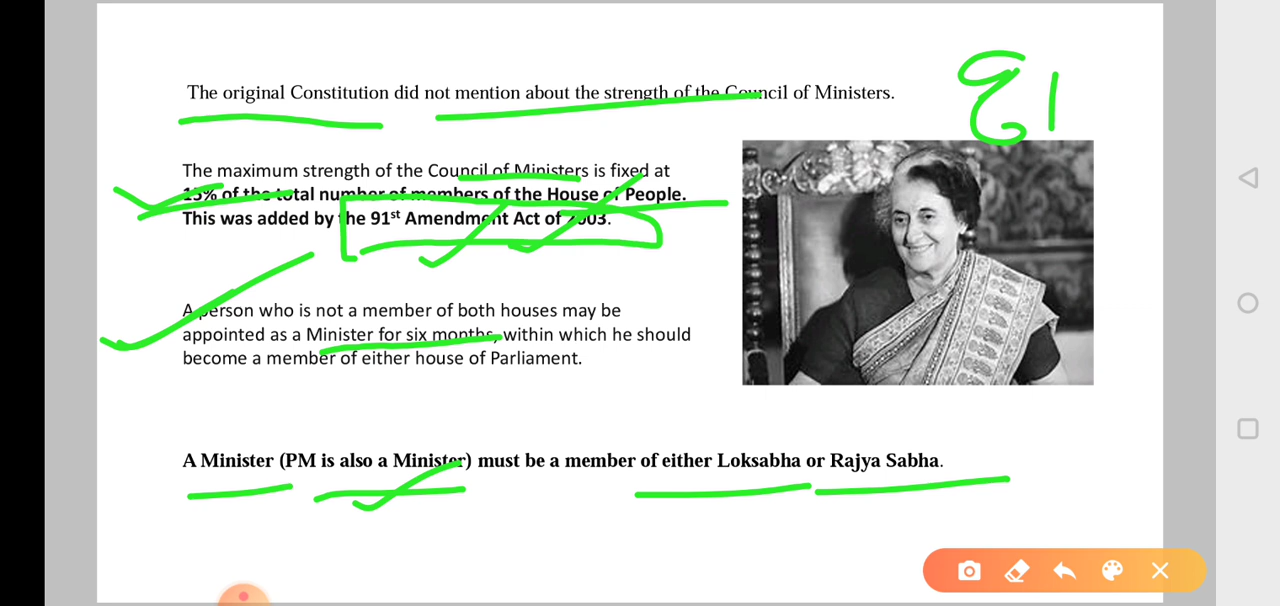 The original Constitution did not mention about the strength of the Council of Ministers.
91
The maximum strength of the Council of Ministers is fixed at
15% of the total number of members of the House of People.
This was added by the 91st Amendment Act of 2003.
A person who is not a member of both houses may be
appointed as a Minister for six months, within which he should
become a member of either house of Parliament.
A Minister (PM is also a Minister) must be a member of either Loksabha or Rajya Sabha.